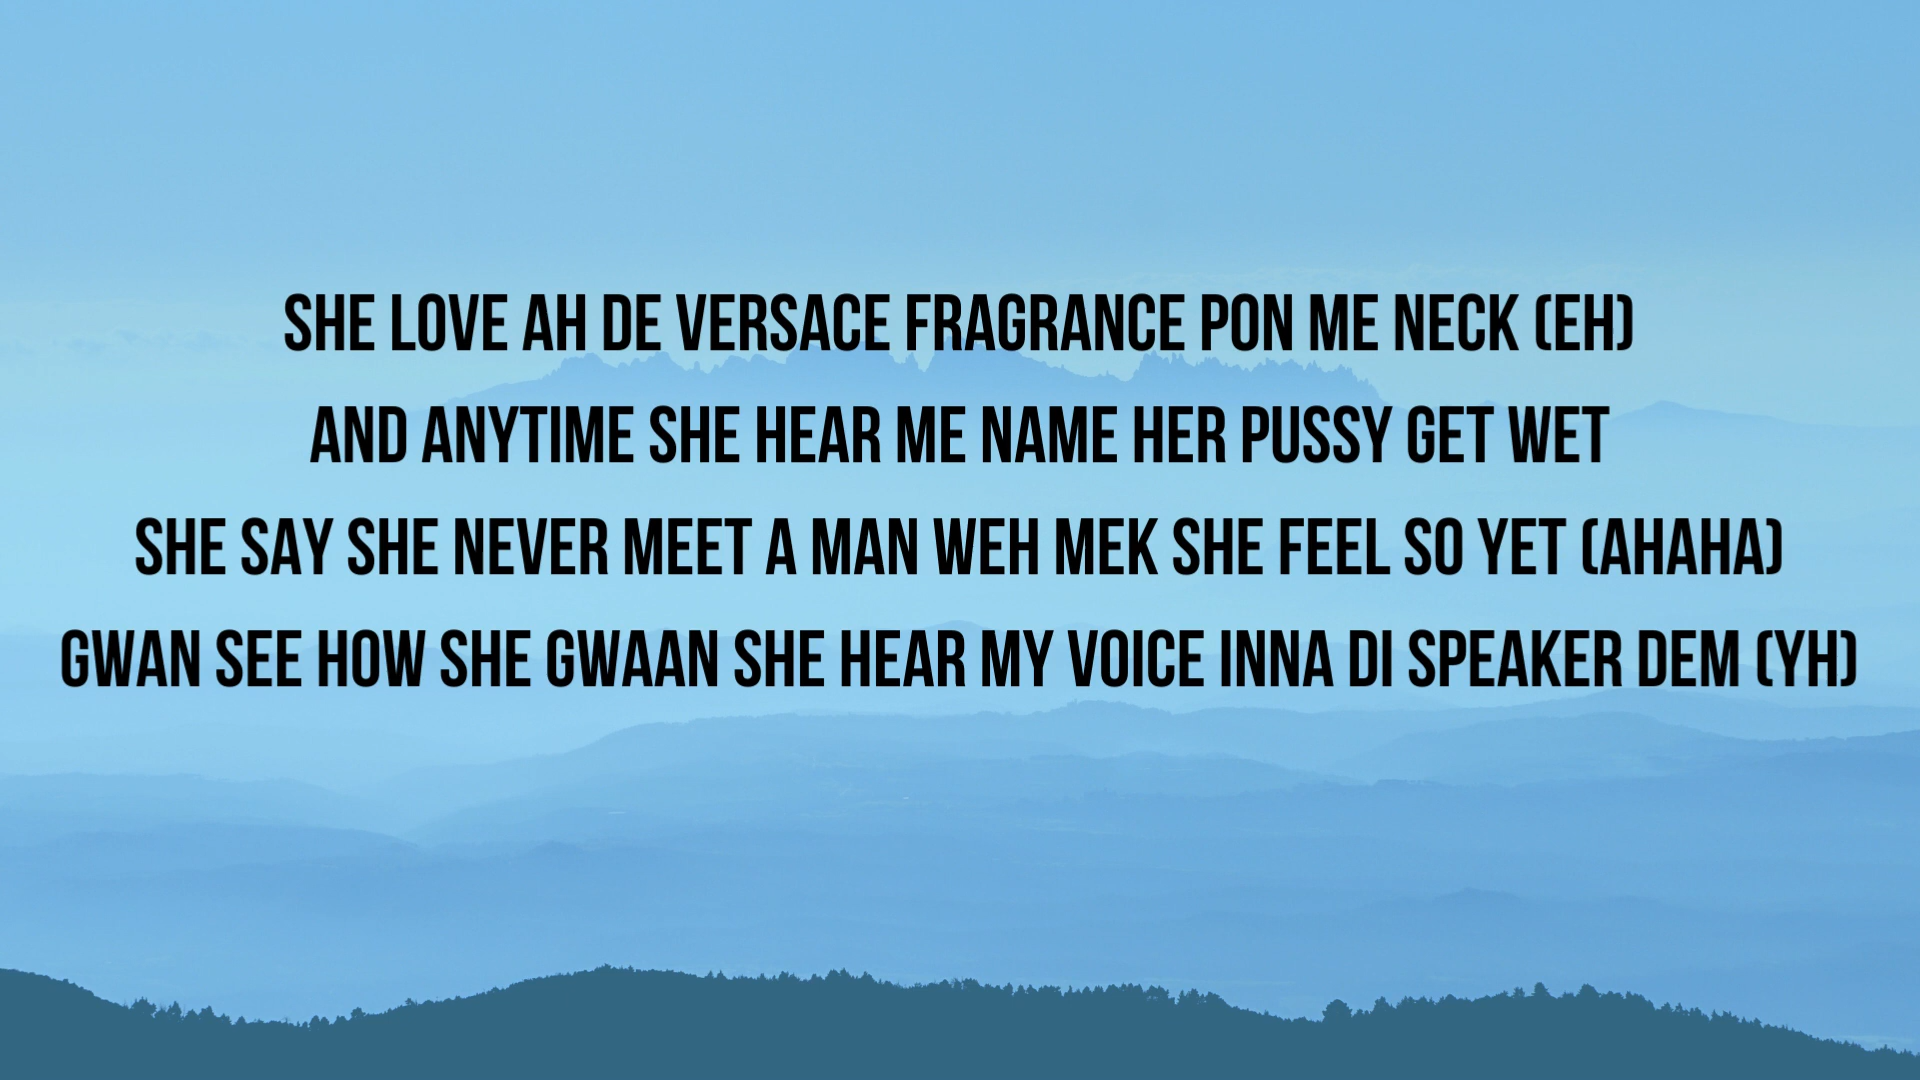 SHE LOVE AH DE VERSACE FRAGRANCE PON ME NECK (EH)
AND ANYTIME SHE HEAR ME NAME HER PUSSY GET WET
SHE SAY SHE NEVER MEET A MAN WEH MEK SHE FEEL SO YET (AHAHA)
GWAN SEE HOW SHE GWAAN SHE HEAR MY VOICE INNA DI SPEAKER DEM (YH)